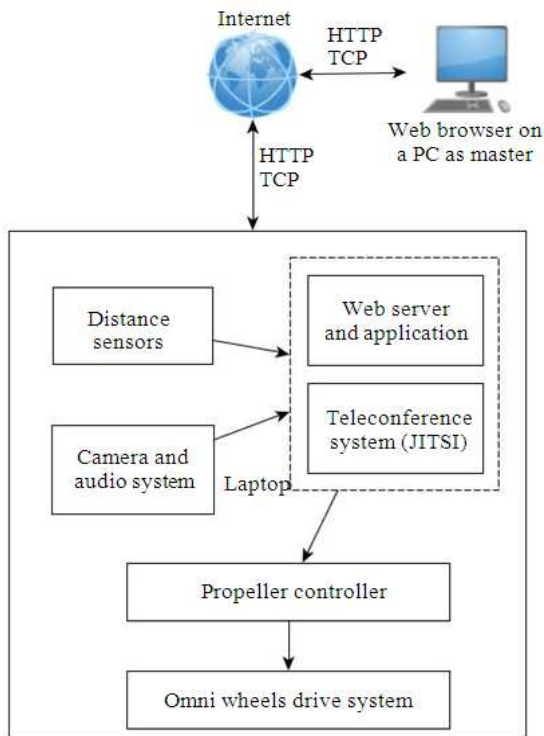 Internet
HTTP
TCP
Web browser on
a PC as master
HTTP
TCP
Distance
sensors
Web server
and application
Camera and
audio system
Teleconference
system (JITSI)
Laptop
Propeller controller
Omni wheels drive system